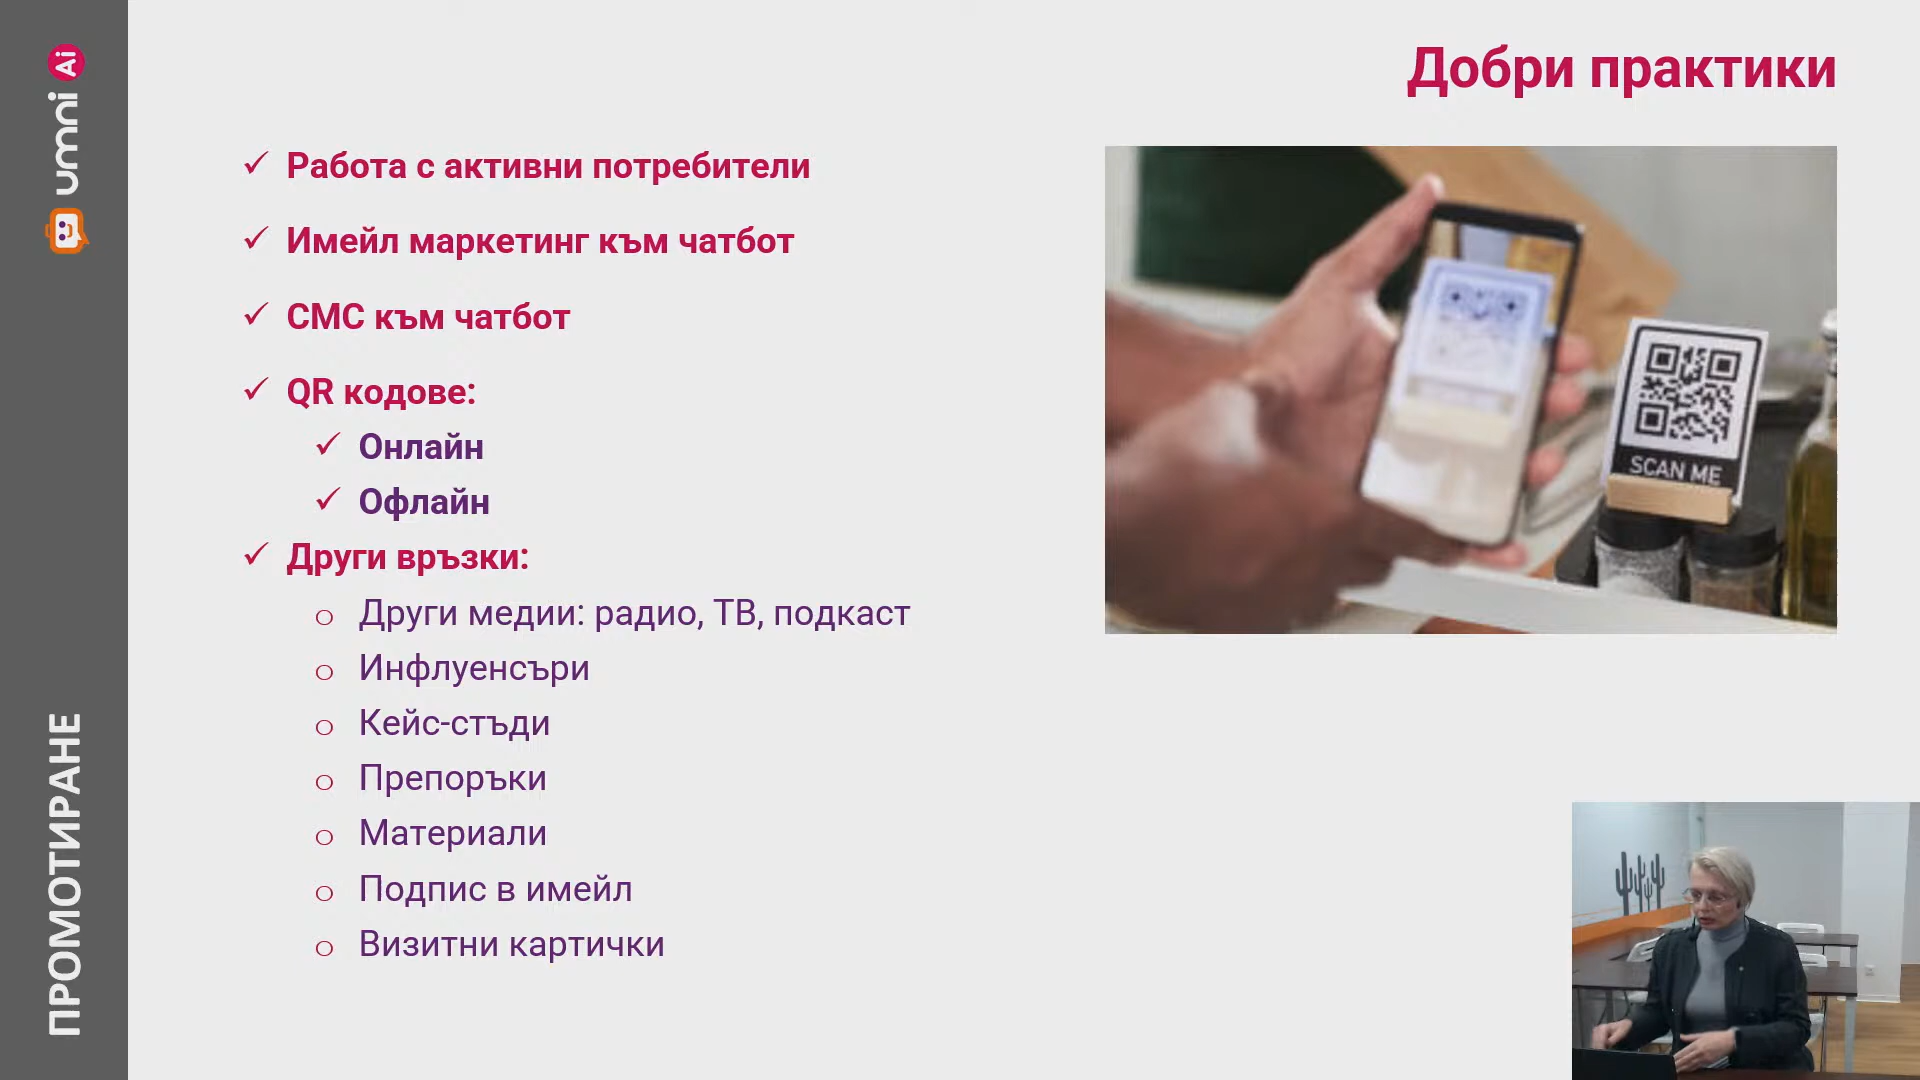 Добри практики
Работа с активни потребители
Имейл маркетинг към чатбот
СМС към чатбот
QR кодове:
Онлайн
Офлайн
Други връзки:
Други медии: радио, ТВ, подкаст
Инфлуенсъри
Кейс-стъди
Препоръки
Материали
Подпис в имейл
Визитни картички
SCAN ME
umni Ai
ПРОМОТИРАНЕ